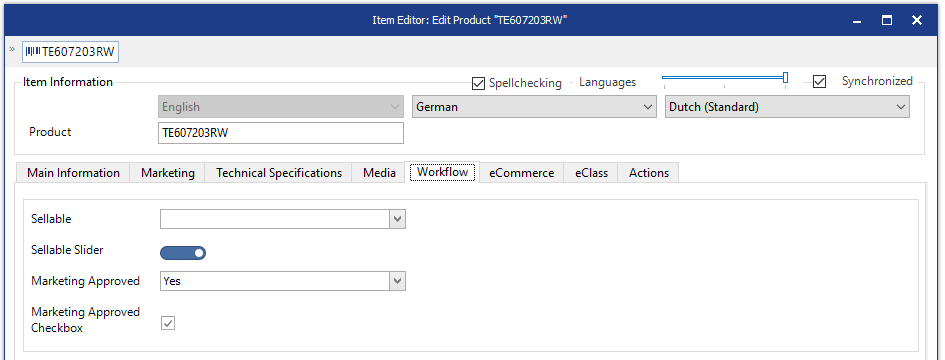 Item Editor: Edit Product "TE607203RW"
» TE607203RW
Item Information Spellchecking Languages Synchronized
English German Dutch (Standard)
Product TE607203RW
Main Information Marketing Technical Specifications Media Workflow eCommerce eClass Actions
Sellable
Sellable Slider
Marketing Approved Yes
Marketing Approved
Checkbox